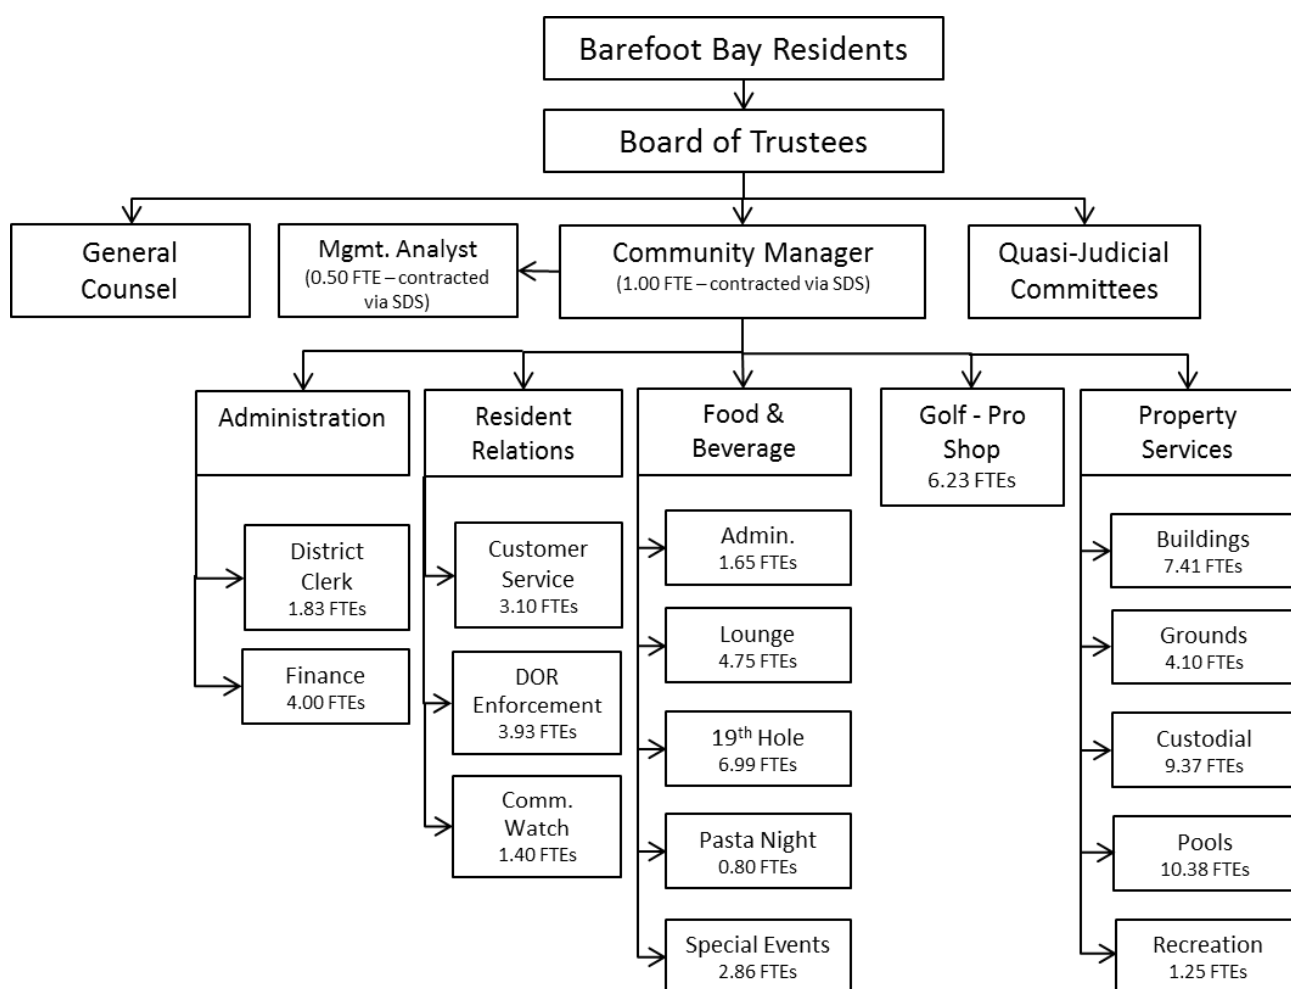 Barefoot Bay Residents
Board of Trustees
General
Counsel
Mgmt. Analyst
(0.50 FTE – contracted
via SDS)
Community Manager
(1.00 FTE – contracted via SDS)
Quasi-Judicial
Committees
Administration
Resident
Relations
Food &
Beverage
Golf - Pro
Shop
6.23 FTEs
Property
Services
District
Clerk
1.83 FTEs
Finance
4.00 FTEs
Customer
Service
3.10 FTEs
DOR
Enforcement
3.93 FTEs
Comm.
Watch
1.40 FTEs
Admin.
1.65 FTEs
Lounge
4.75 FTEs
19th Hole
6.99 FTEs
Pasta Night
0.80 FTEs
Special Events
2.86 FTEs
Buildings
7.41 FTEs
Grounds
4.10 FTEs
Custodial
9.37 FTEs
Pools
10.38 FTEs
Recreation
1.25 FTEs